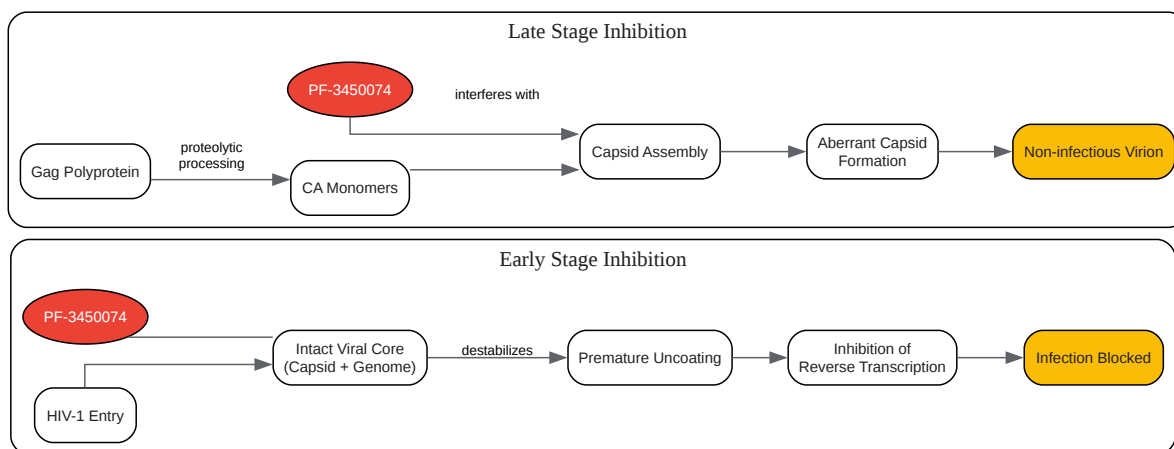 Late Stage Inhibition
PF-3450074
interferes with
Gag Polyprotein
proteolytic
processing
CA Monomers
Capsid Assembly
Aberrant Capsid
Formation
Non-infectious Virion
Early Stage Inhibition
PF-3450074
HIV-1 Entry
Intact Viral Core
(Capsid + Genome)
destabilizes
Premature Uncoating
Inhibition of
Reverse Transcription
Infection Blocked